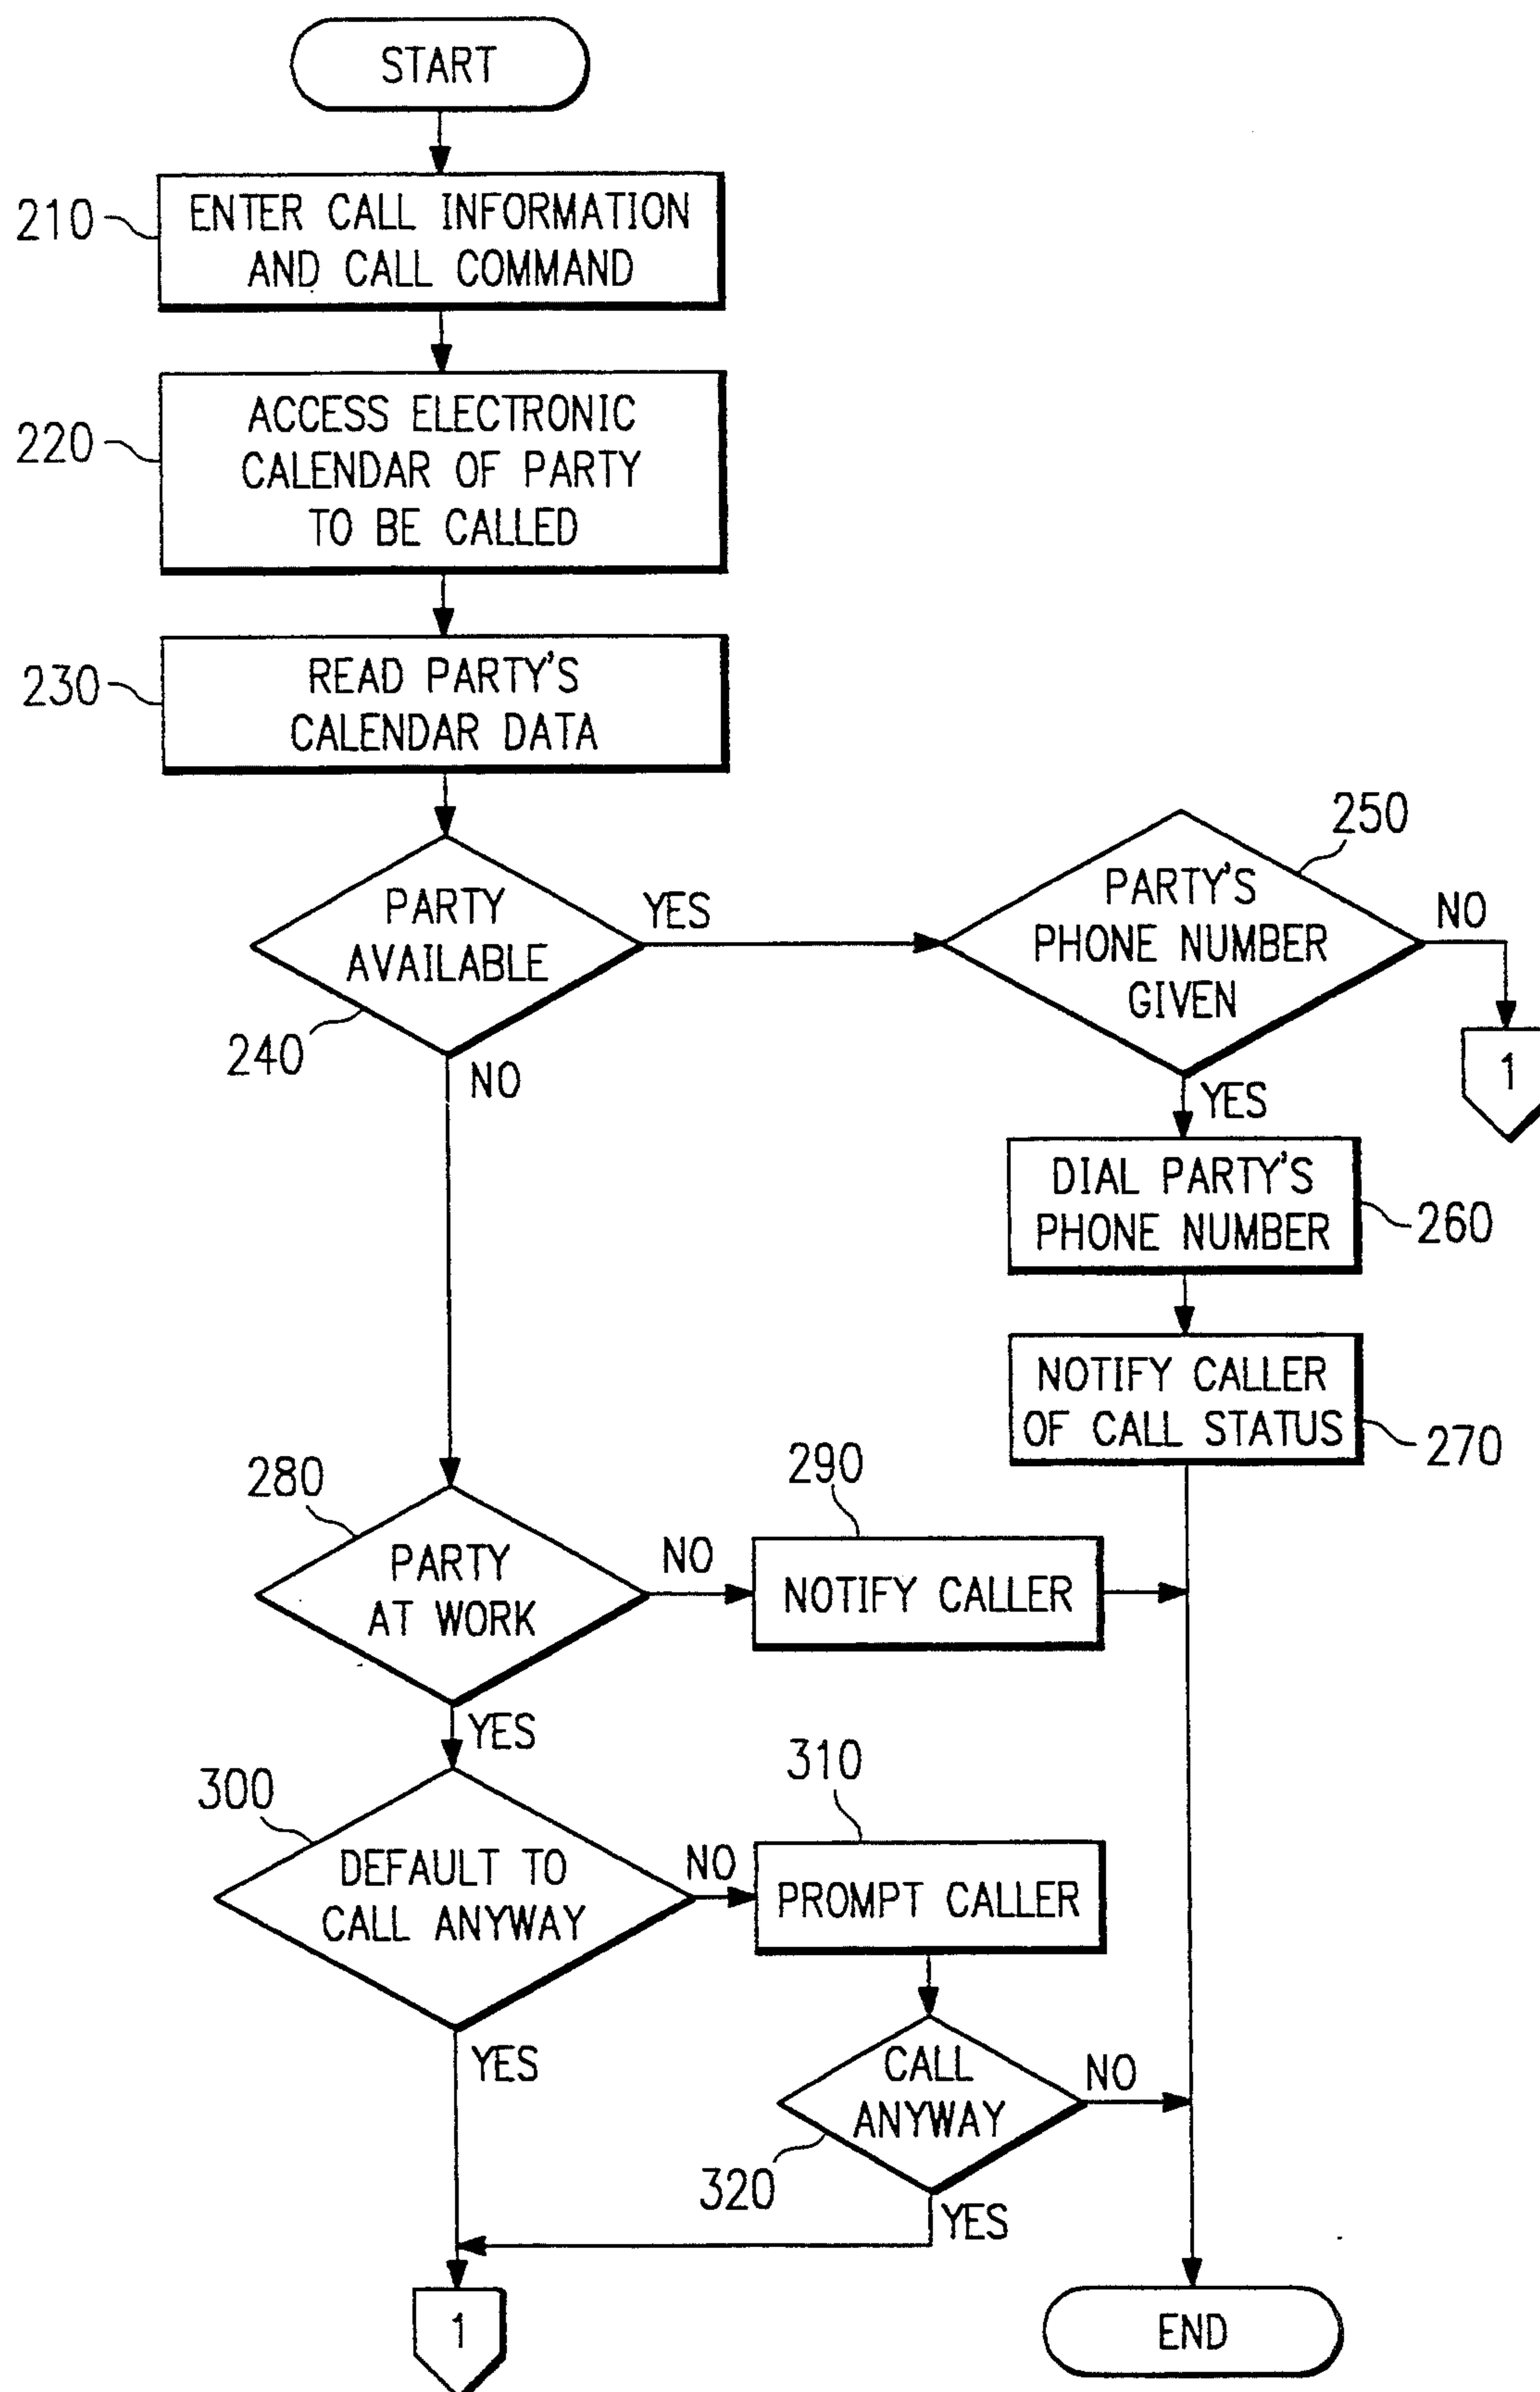 START
210
ENTER CALL INFORMATION
AND CALL COMMAND
220
ACCESS ELECTRONIC
CALENDAR OF PARTY
TO BE CALLED
230
READ PARTY'S
CALENDAR DATA
PARTY
AVAILABLE
240
YES
NO
250
PARTY'S
PHONE NUMBER
GIVEN
NO
1
YES
DIAL PARTY'S
PHONE NUMBER
260
NOTIFY CALLER
OF CALL STATUS
270
280
PARTY
AT WORK
NO
290
NOTIFY CALLER
YES
300
DEFAULT TO
CALL ANYWAY
NO
310
PROMPT CALLER
YES
CALL
ANYWAY
320
NO
YES
1
END